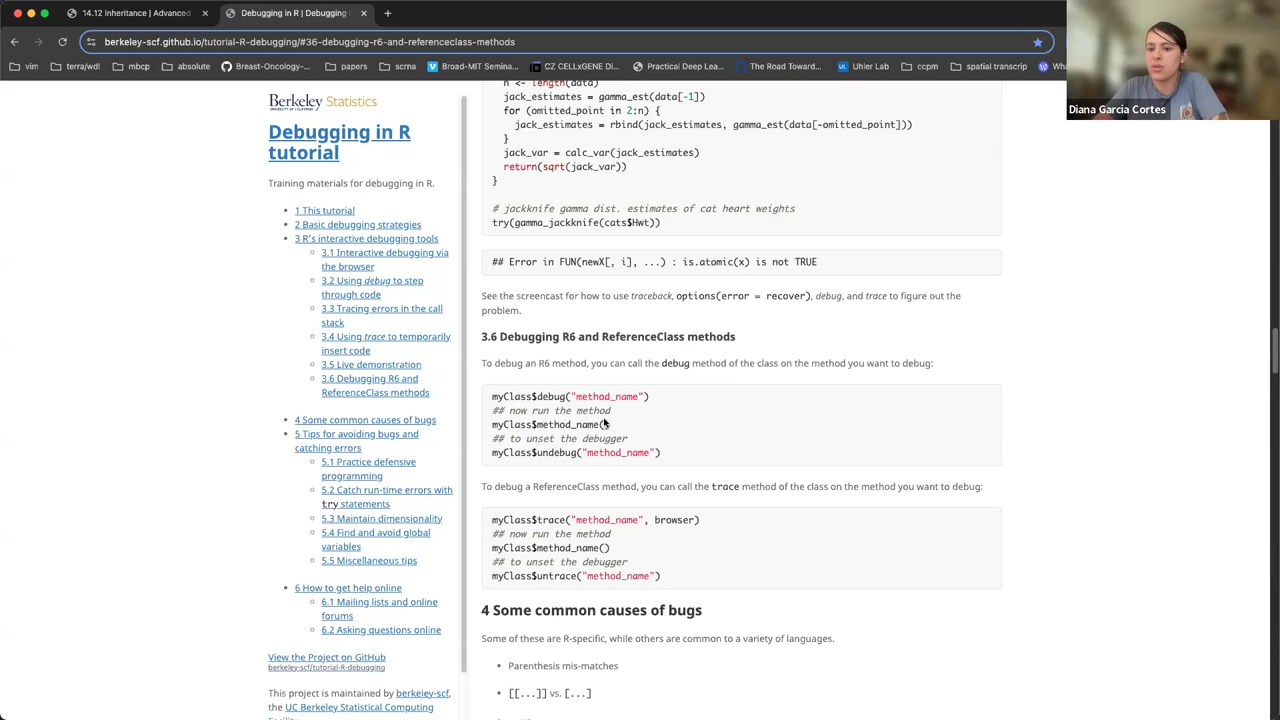 14.12 Inheritance | Advanced
Debugging in R | Debugging
berkeley-scf.github.io/tutorial-R-debugging/#36-debugging-r6-and-referenceclass-methods
vim
terra/wdl
mbcp
absolute
Breast-Oncology-...
papers
scrna
Broad-MIT Semina...
CZ CELLxGENE Di...
Practical Deep Lear...
The Road Toward...
Uhler Lab
ccpm
spatial transcrip
Diana Garcia Cortes
Berkeley Statistics
UNIVERSITY OF CALIFORNIA
Debugging in R
tutorial
Training materials for debugging in R.
1 This tutorial
2 Basic debugging strategies
3 R's interactive debugging tools
3.1 Interactive debugging via
the browser
3.2 Using debug to step
through code
3.3 Tracing errors in the call
stack
3.4 Using trace to temporarily
insert code
3.5 Live demonstration
3.6 Debugging R6 and
ReferenceClass methods
4 Some common causes of bugs
5 Tips for avoiding bugs and
catching errors
5.1 Practice defensive
programming
5.2 Catch run-time errors with
try statements
5.3 Maintain dimensionality
5.4 Find and avoid global
variables
5.5 Miscellaneous tips
6 How to get help online
6.1 Mailing lists and online
forums
6.2 Asking questions online
View the Project on GitHub
berkeley-scf/tutorial-R-debugging
This project is maintained by berkeley-scf,
the UC Berkeley Statistical Computing
n <- length(data)
jack_estimates = gamma_est(data[-1])
for (omitted_point in 2:n) {
jack_estimates = rbind(jack_estimates, gamma_est(data[-omitted_point]))
}
jack_var = calc_var(jack_estimates)
return(sqrt(jack_var))
}
# jackknife gamma dist. estimates of cat heart weights
try(gamma_jackknife(cats$Hwt))
## Error in FUN(newX[, i], ...) : is.atomic(x) is not TRUE
See the screencast for how to use traceback, options(error = recover), debug, and trace to figure out the
problem.
3.6 Debugging R6 and ReferenceClass methods
To debug an R6 method, you can call the debug method of the class on the method you want to debug:
myClass$debug("method_name")
## now run the method
myClass$method_name()
## to unset the debugger
myClass$undebug("method_name")
To debug a ReferenceClass method, you can call the trace method of the class on the method you want to debug:
myClass$trace("method_name", browser)
## now run the method
myClass$method_name()
## to unset the debugger
myClass$untrace("method_name")
4 Some common causes of bugs
Some of these are R-specific, while others are common to a variety of languages.
Parenthesis mis-matches
[[...]] vs. [...]